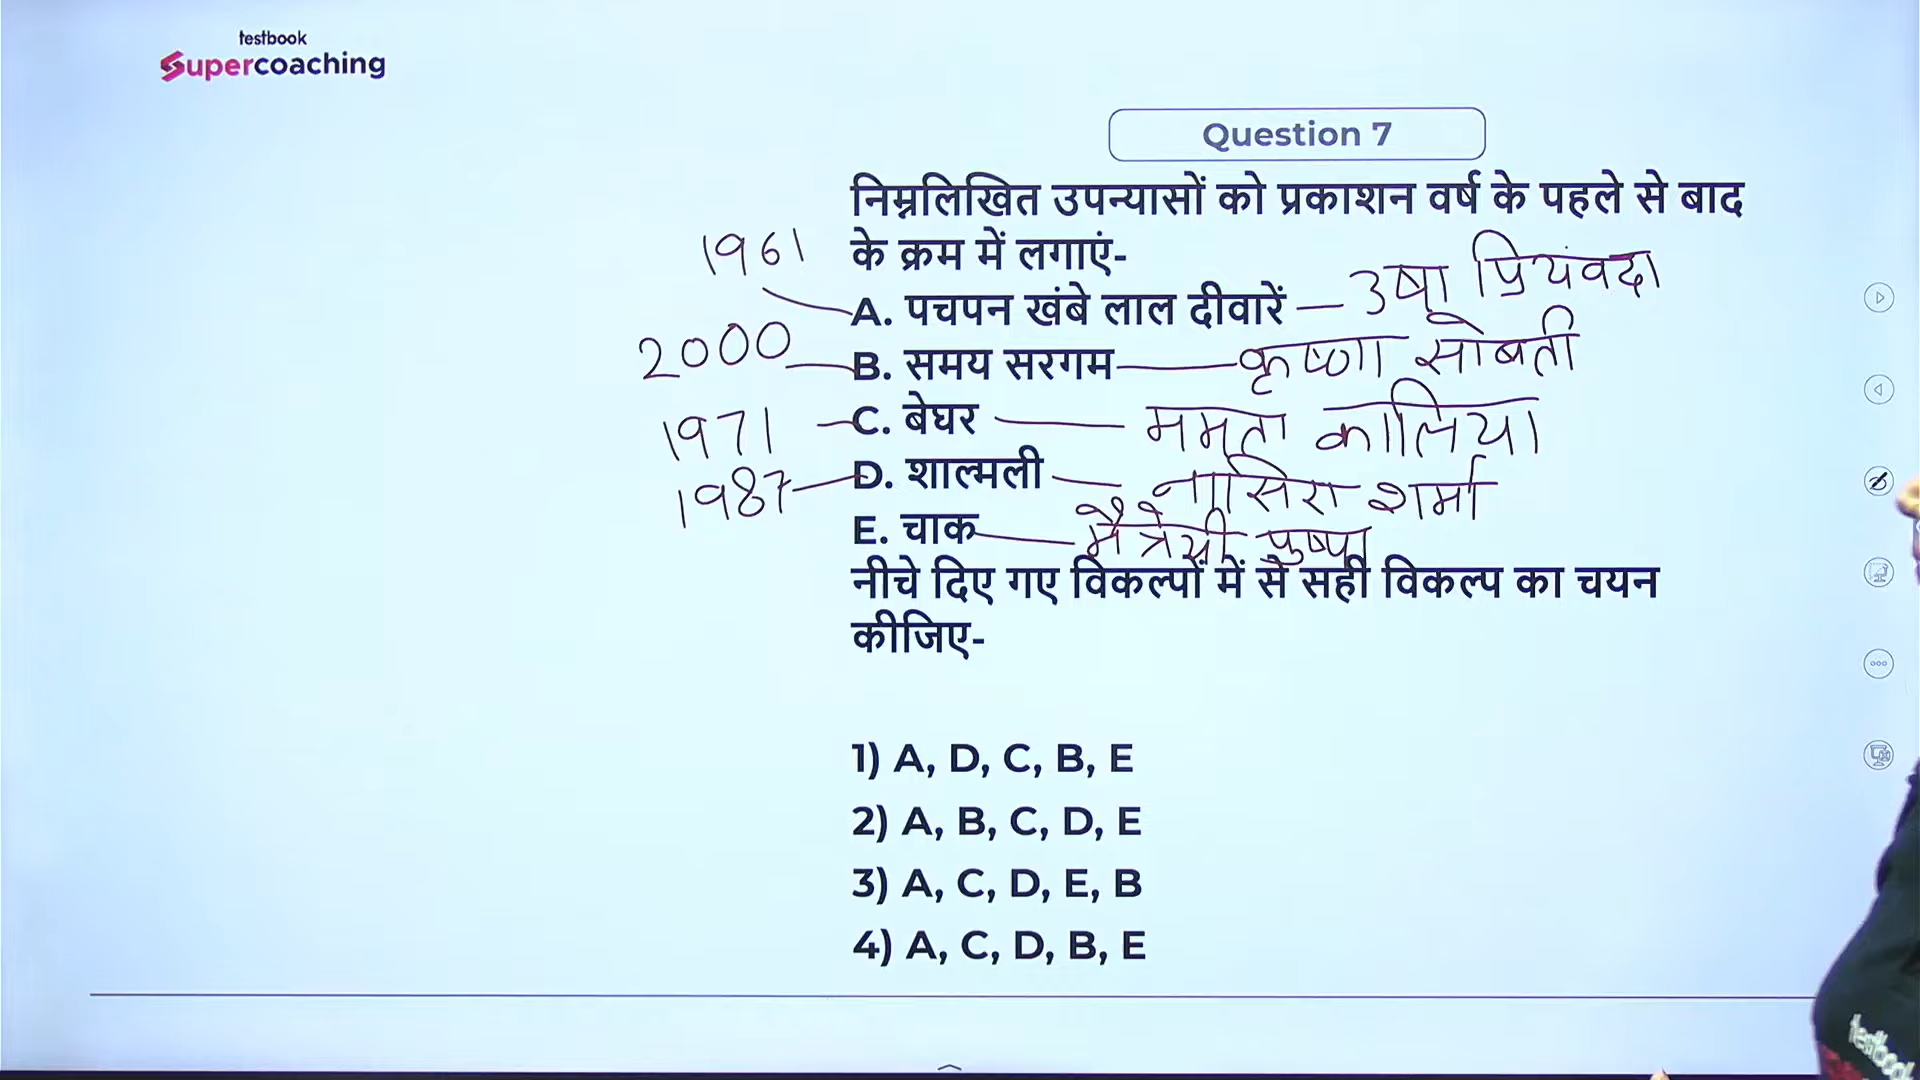 testbook
Supercoaching
Question 7
निम्नलिखित उपन्यासों को प्रकाशन वर्ष के पहले से बाद
के क्रम में लगाएं-
1961 A. पचपन खंबे लाल दीवारें — उषा प्रियंवदा
2000 — B. समय सरगम — कृष्णा सोबती
1971 — C. बेघर — ममता कालिया
1987 — D. शाल्मली — नासिरा शर्मा
E. चाक — मैत्रेयी पुष्पा
नीचे दिए गए विकल्पों में से सही विकल्प का चयन
कीजिए-
1) A, D, C, B, E
2) A, B, C, D, E
3) A, C, D, E, B
4) A, C, D, B, E
testbook